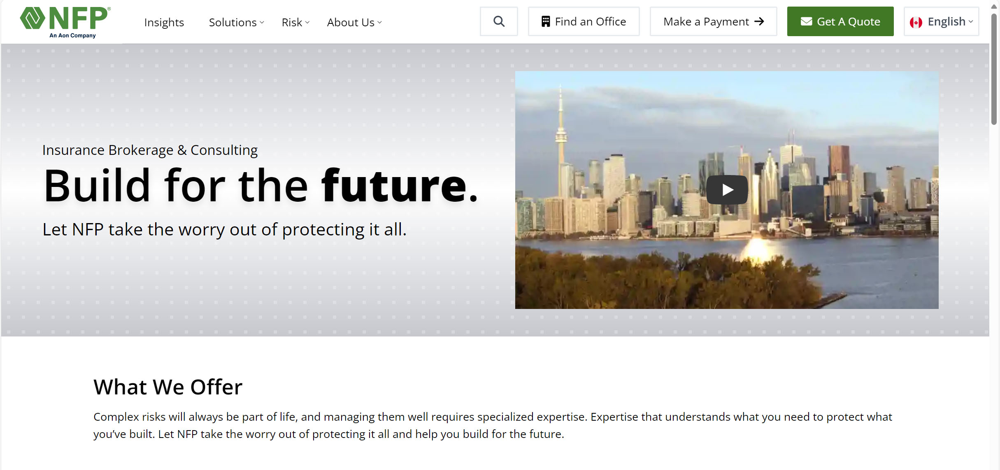 NFP®
An Aon Company
Insights
Solutions
Risk
About Us
Find an Office
Make a Payment
Get A Quote
English
Insurance Brokerage & Consulting
Build for the future.
Let NFP take the worry out of protecting it all.
What We Offer
Complex risks will always be part of life, and managing them well requires specialized expertise. Expertise that understands what you need to protect what
you’ve built. Let NFP take the worry out of protecting it all and help you build for the future.